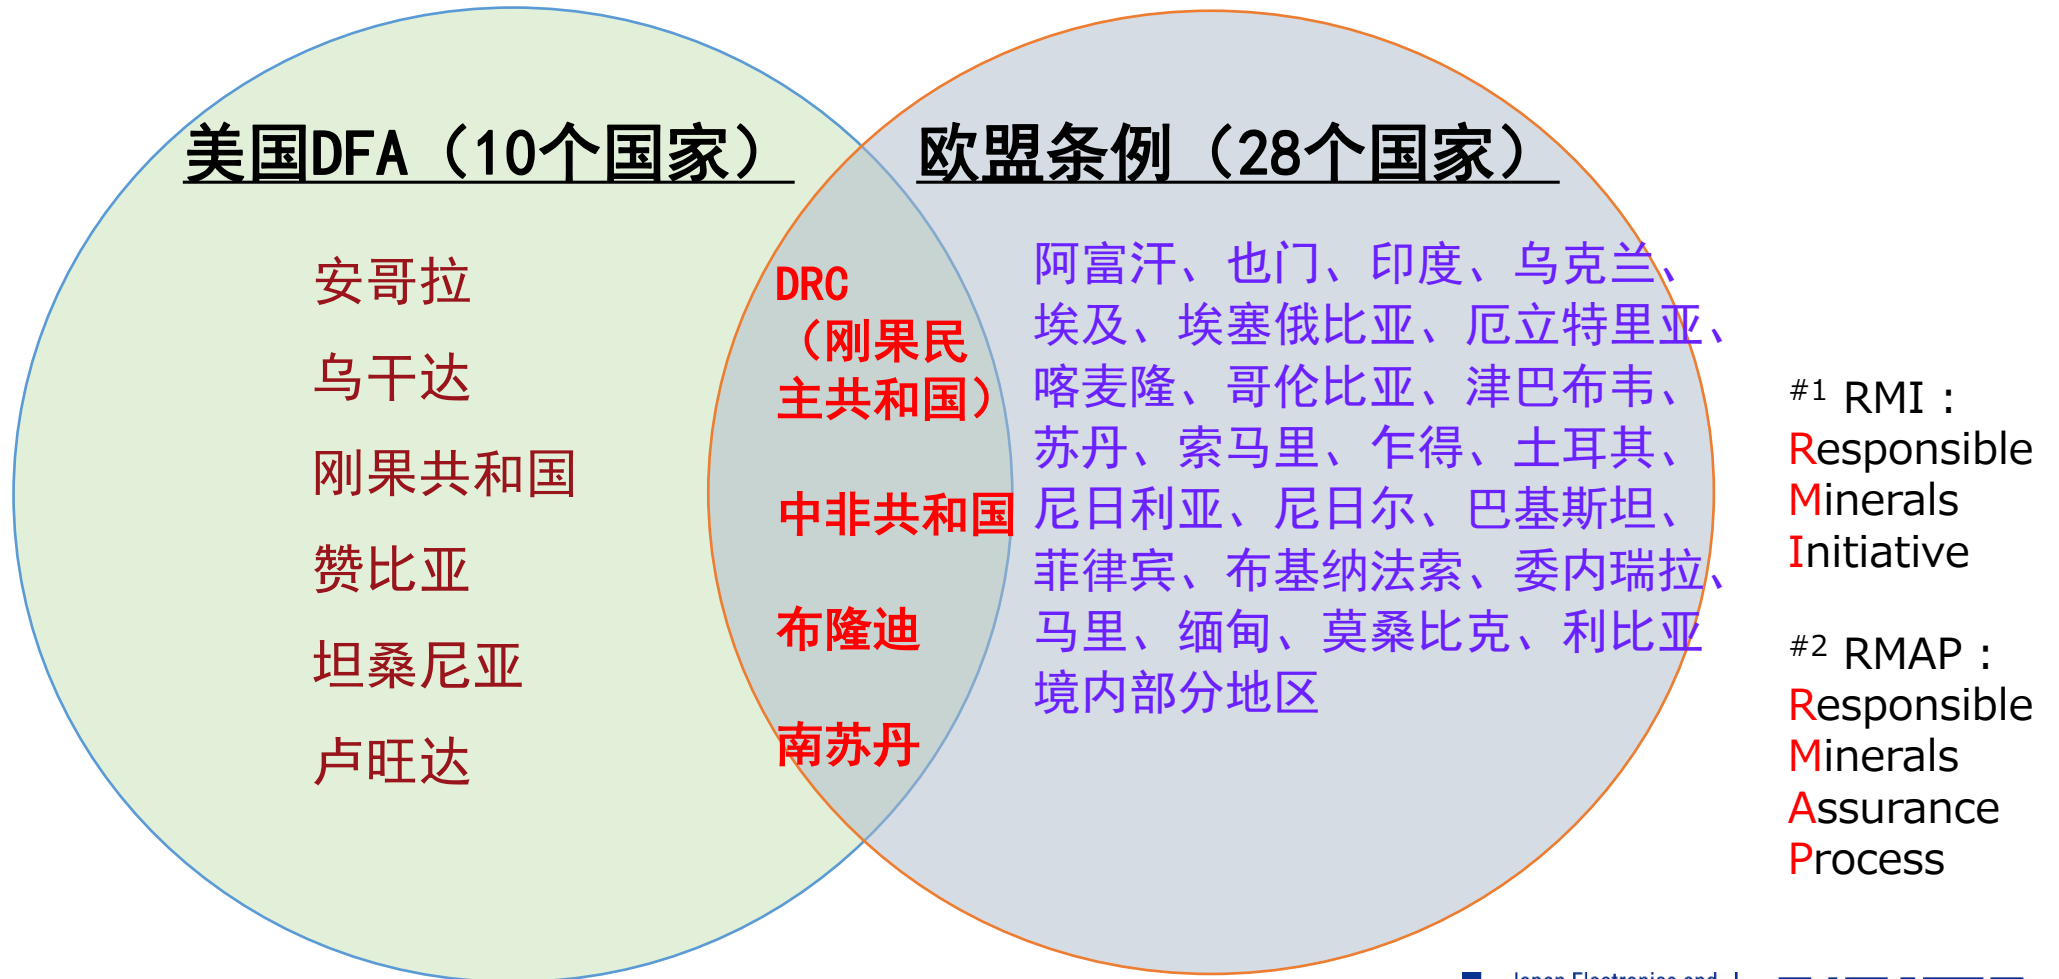 美国DFA（10个国家）
安哥拉
乌干达
刚果共和国
赞比亚
坦桑尼亚
卢旺达
DRC
（刚果民
主共和国）
中非共和国
布隆迪
南苏丹
欧盟条例（28个国家）
阿富汗、也门、印度、乌克兰、
埃及、埃塞俄比亚、厄立特里亚、
喀麦隆、哥伦比亚、津巴布韦、
苏丹、索马里、乍得、土耳其、
尼日利亚、尼日尔、巴基斯坦、
菲律宾、布基纳法索、委内瑞拉、
马里、缅甸、莫桑比克、利比亚
境内部分地区
#1 RMI：
Responsible
Minerals
Initiative
#2 RMAP：
Responsible
Minerals
Assurance
Process
Japan Electronics and